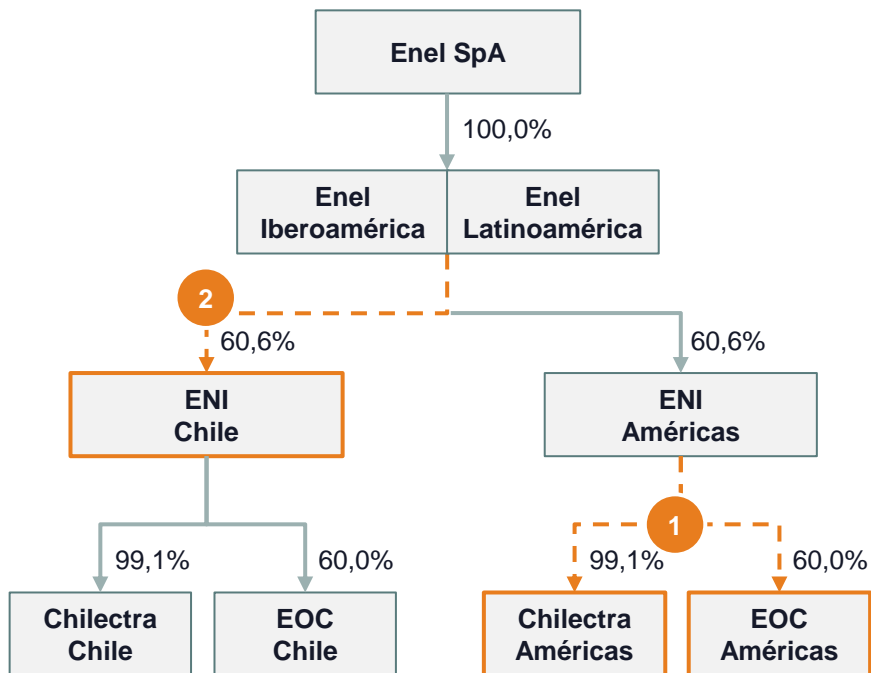 Enel SpA
100,0%
Enel
Iberoamérica
Enel
Latinoamérica
2
60,6%
60,6%
ENI
Chile
ENI
Américas
1
99,1%
60,0%
99,1%
60,0%
Chilectra
Chile
EOC
Chile
Chilectra
Américas
EOC
Américas